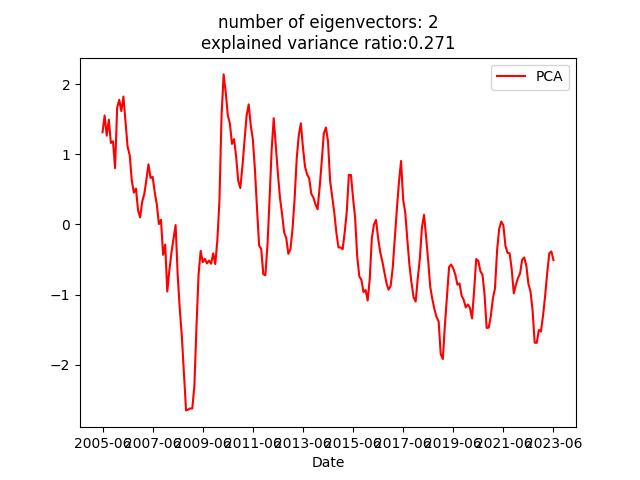 number of eigenvectors: 2
explained variance ratio:0.271
PCA
2
1
0
−1
−2
2005-06 2007-06 2009-06 2011-06 2013-06 2015-06 2017-06 2019-06 2021-06 2023-06
Date